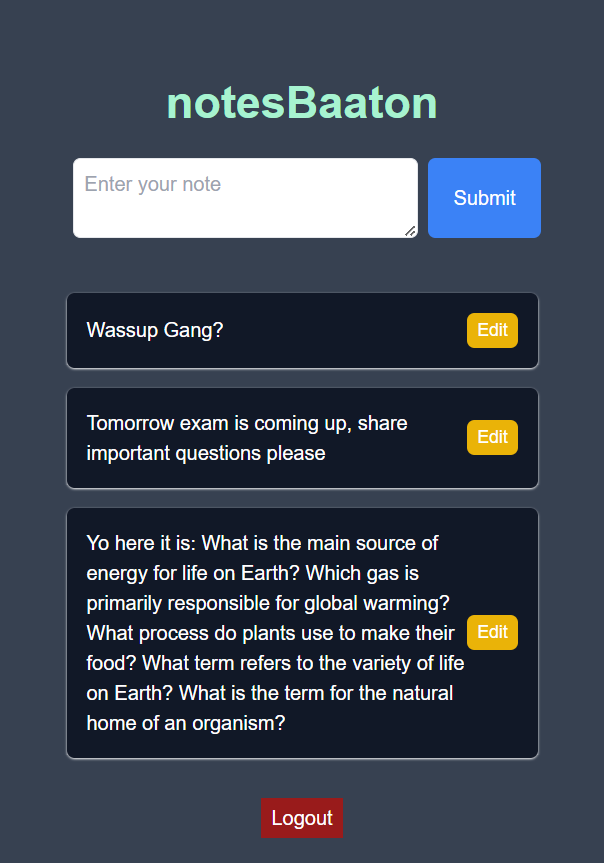 notesBaaton
Enter your note
Submit
Wassup Gang?
Edit
Tomorrow exam is coming up, share
important questions please
Edit
Yo here it is: What is the main source of
energy for life on Earth? Which gas is
primarily responsible for global warming?
What process do plants use to make their
food? What term refers to the variety of life
on Earth? What is the term for the natural
home of an organism?
Edit
Logout